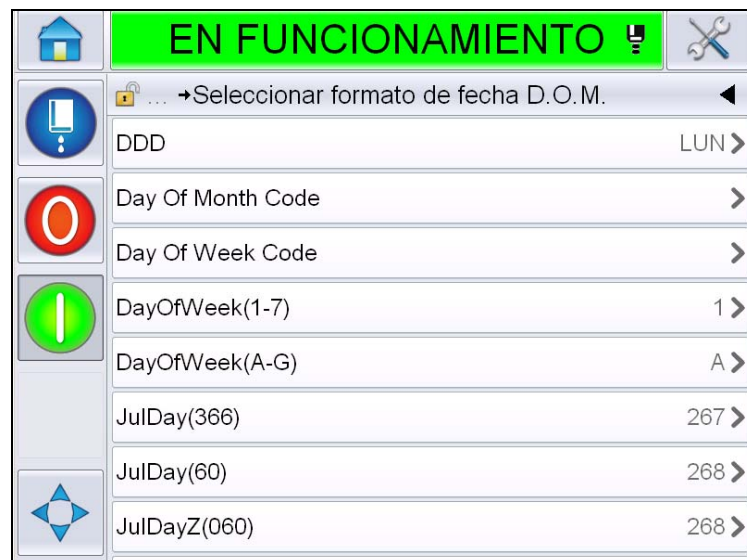 EN FUNCIONAMIENTO
... →Seleccionar formato de fecha D.O.M.
DDD LUN
Day Of Month Code
Day Of Week Code
DayOfWeek(1-7) 1
DayOfWeek(A-G) A
JulDay(366) 267
JulDay(60) 268
JulDayZ(060) 268